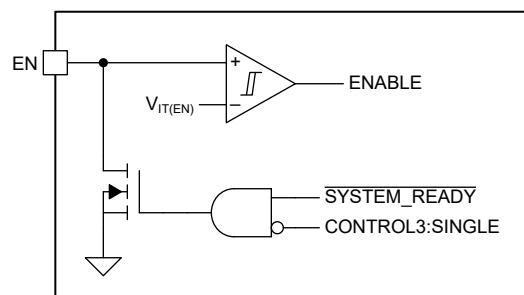 EN
+
ENABLE
V_IT(EN)
−
SYSTEM_READY
CONTROL3:SINGLE